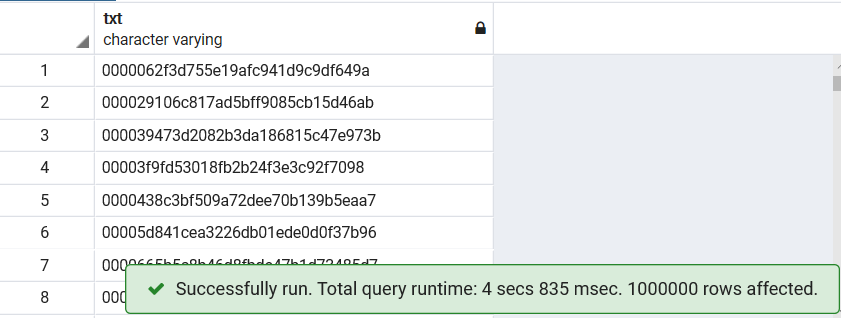 txt
character varying
1 0000062f3d755e19afc941d9c9df649a
2 000029106c817ad5bff9085cb15d46ab
3 000039473d2082b3da186815c47e973b
4 00003f9fd53018fb2b24f3e3c92f7098
5 0000438c3bf509a72dee70b139b5eaa7
6 00005d841cea3226db01ede0d0f37b96
7
8 000
Successfully run. Total query runtime: 4 secs 835 msec. 1000000 rows affected.